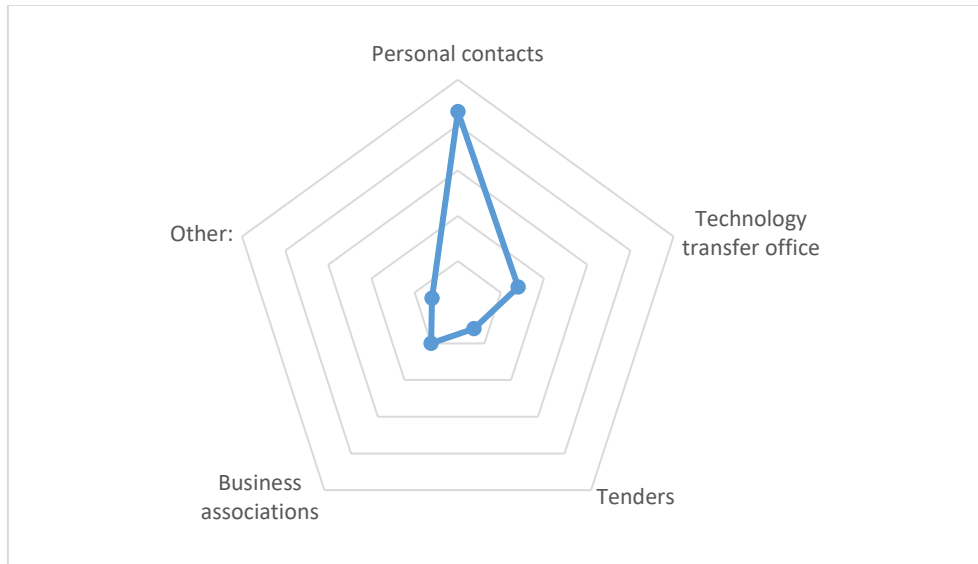 Personal contacts
Technology
transfer office
Tenders
Business
associations
Other: